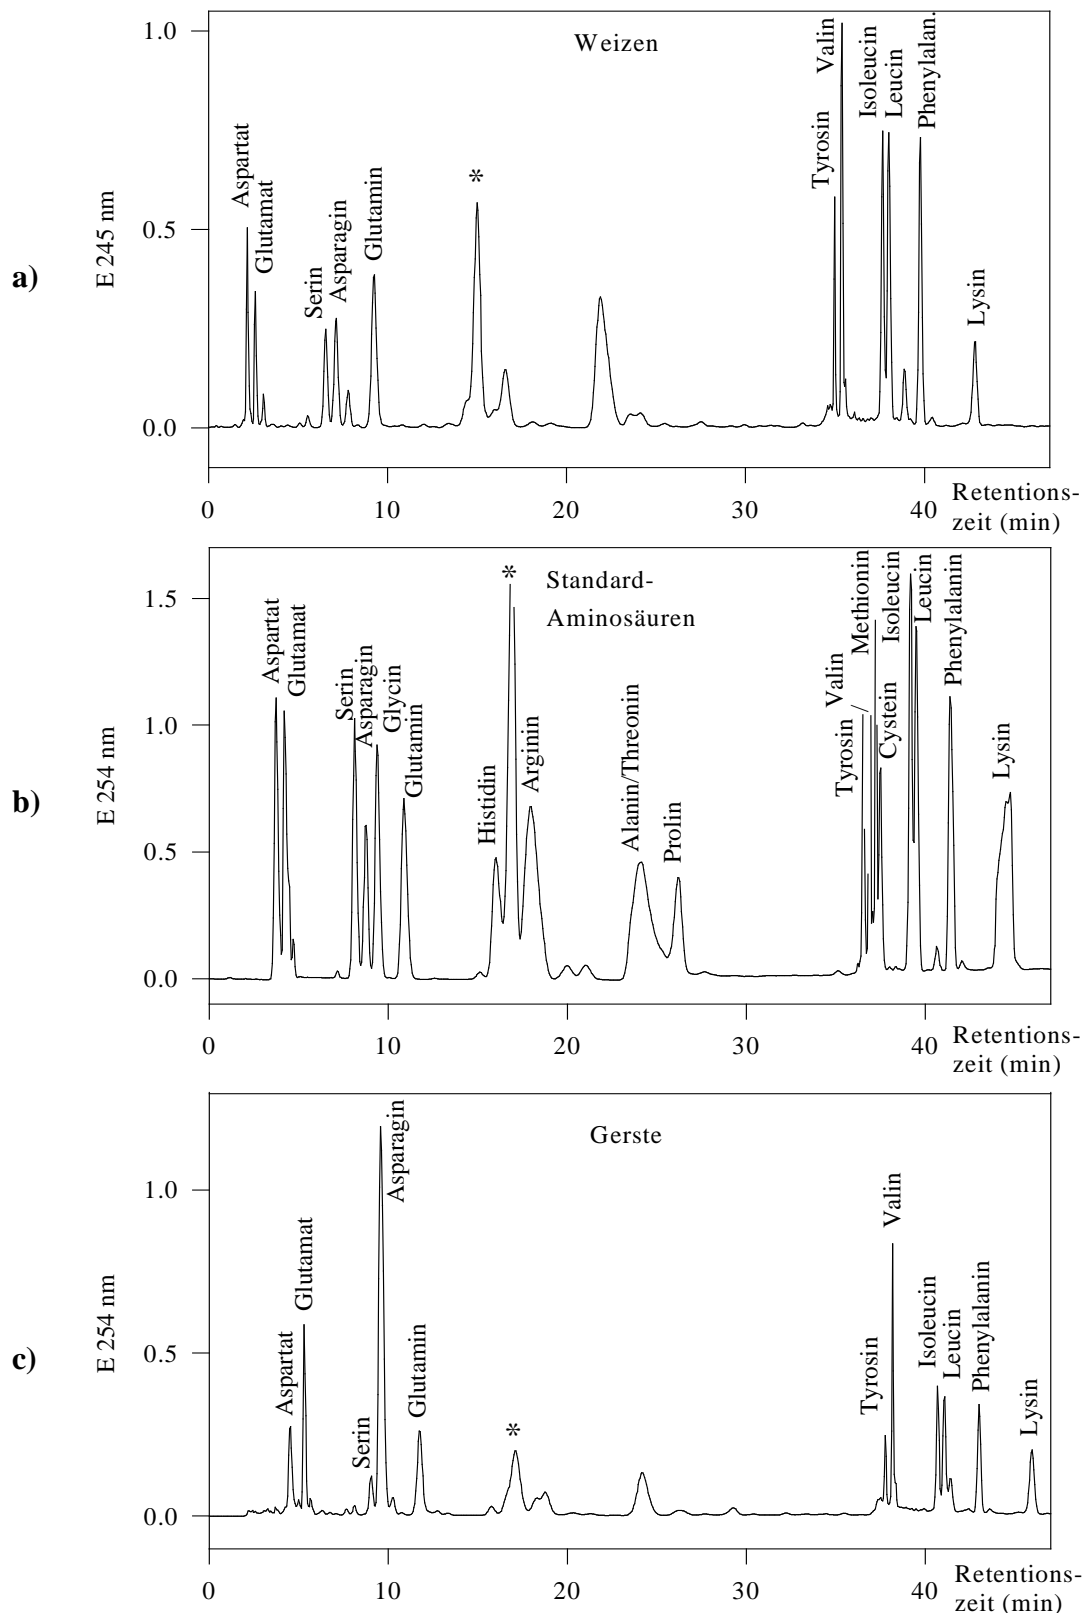 a)
E 245 nm
1.0
0.5
0.0
Weizen
Aspartat
Glutamat
Serin
Asparagin
Glutamin
*
Tyrosin
Valin
Isoleucin
Leucin
Phenylalan.
Lysin
0
10
20
30
40
Retentions-
zeit (min)
b)
E 254 nm
1.5
1.0
0.5
0.0
Standard-
Aminosäuren
Aspartat
Glutamat
Serin
Asparagin
Glycin
Glutamin
Histidin
*
Arginin
Alanin/Threonin
Prolin
Tyrosin
Valin
/
Methionin
Cystein
Isoleucin
Leucin
Phenylalanin
Lysin
0
10
20
30
40
Retentions-
zeit (min)
c)
E 254 nm
1.0
0.5
0.0
Gerste
Aspartat
Glutamat
Serin
Asparagin
Glutamin
*
Tyrosin
Valin
Isoleucin
Leucin
Phenylalanin
Lysin
0
10
20
30
40
Retentions-
zeit (min)